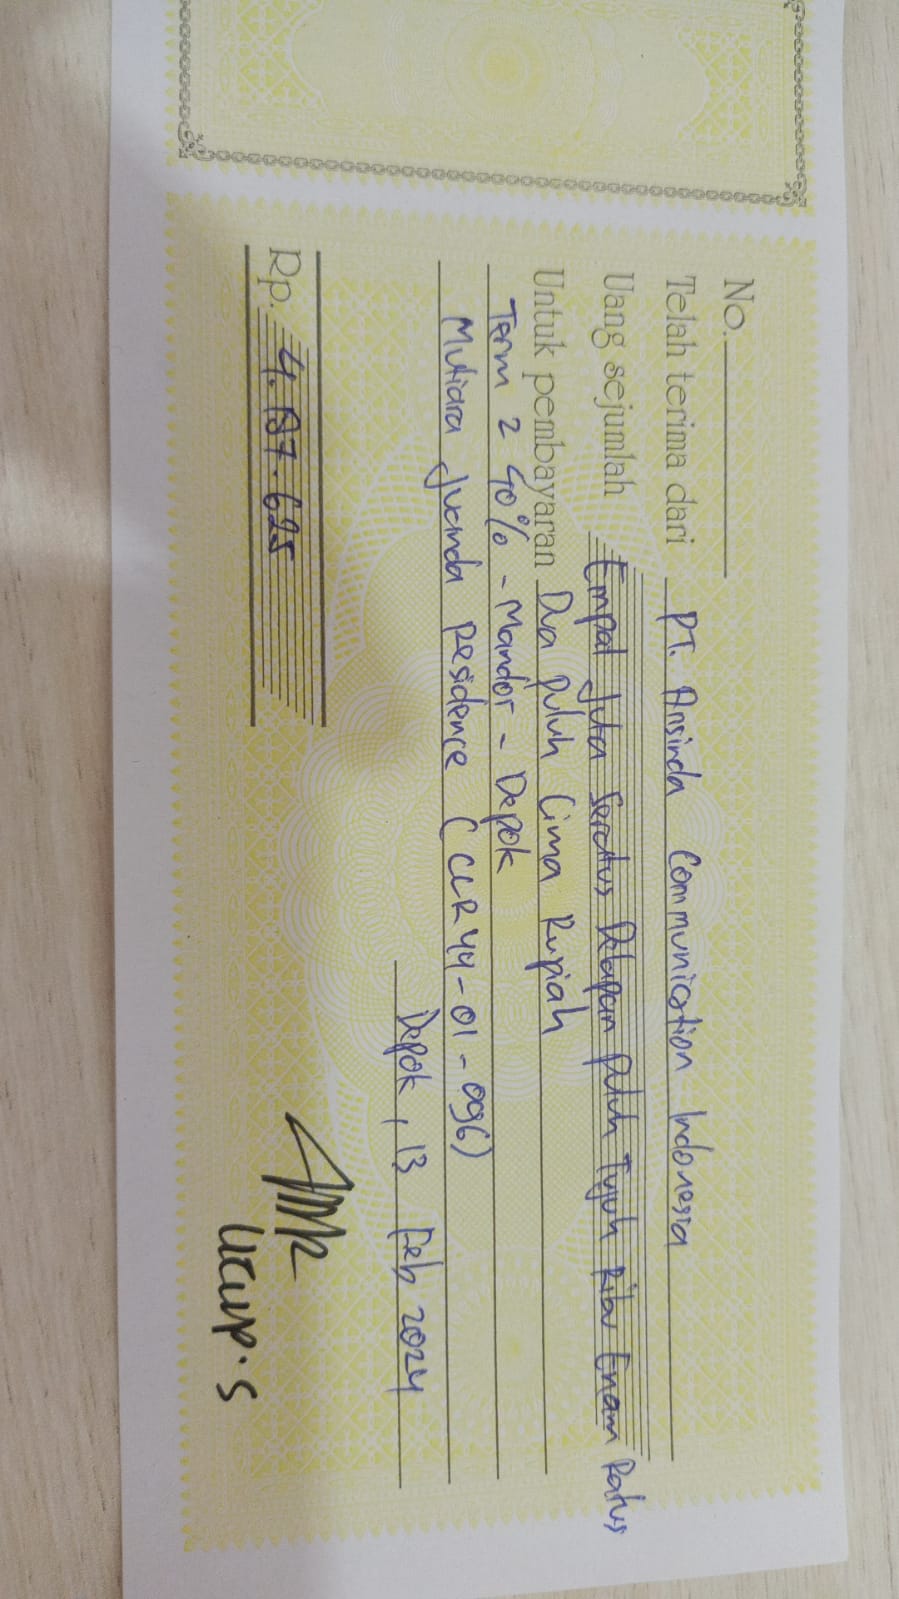 No.
Telah terima dari PT. Ansinda Communication Indonesia
Uang sejumlah Empat Juta Seratus Delapan puluh Tujuh Ribu Enam Ratus
Untuk pembayaran Dua puluh Lima Rupiah
Term 2 40% - Mandor - Depok
Mutiara Juanda Residence (CLR44-01-096)
Depok, 13 Feb 2024
Rp. 4.187.625
Ucup.S